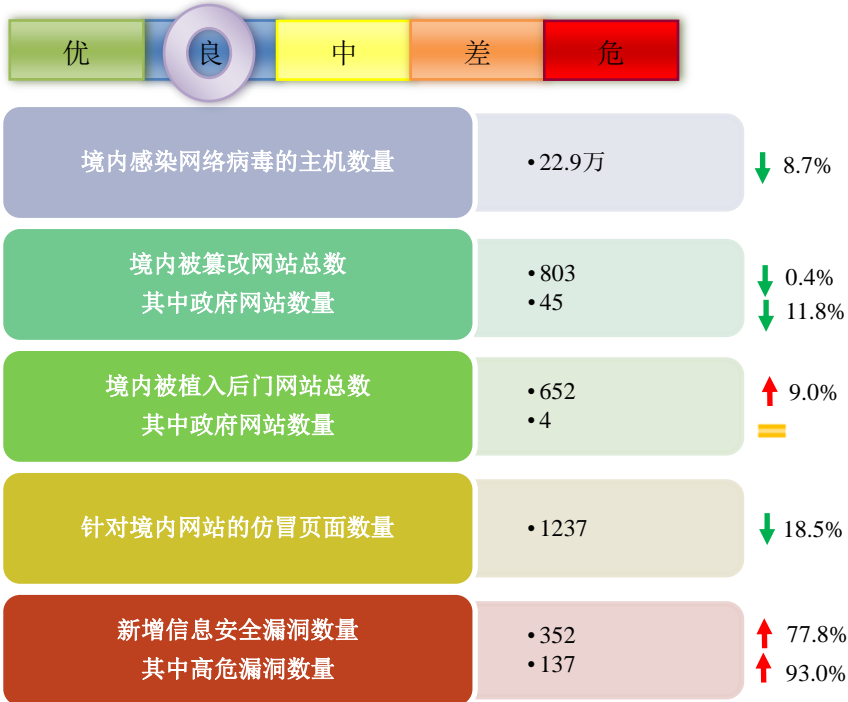 优 良 中 差 危
境内感染网络病毒的主机数量 •22.9万 8.7%
境内被篡改网站总数 •803 0.4%
其中政府网站数量 •45 11.8%
境内被植入后门网站总数 •652 9.0%
其中政府网站数量 •4
针对境内网站的仿冒页面数量 •1237 18.5%
新增信息安全漏洞数量 •352 77.8%
其中高危漏洞数量 •137 93.0%